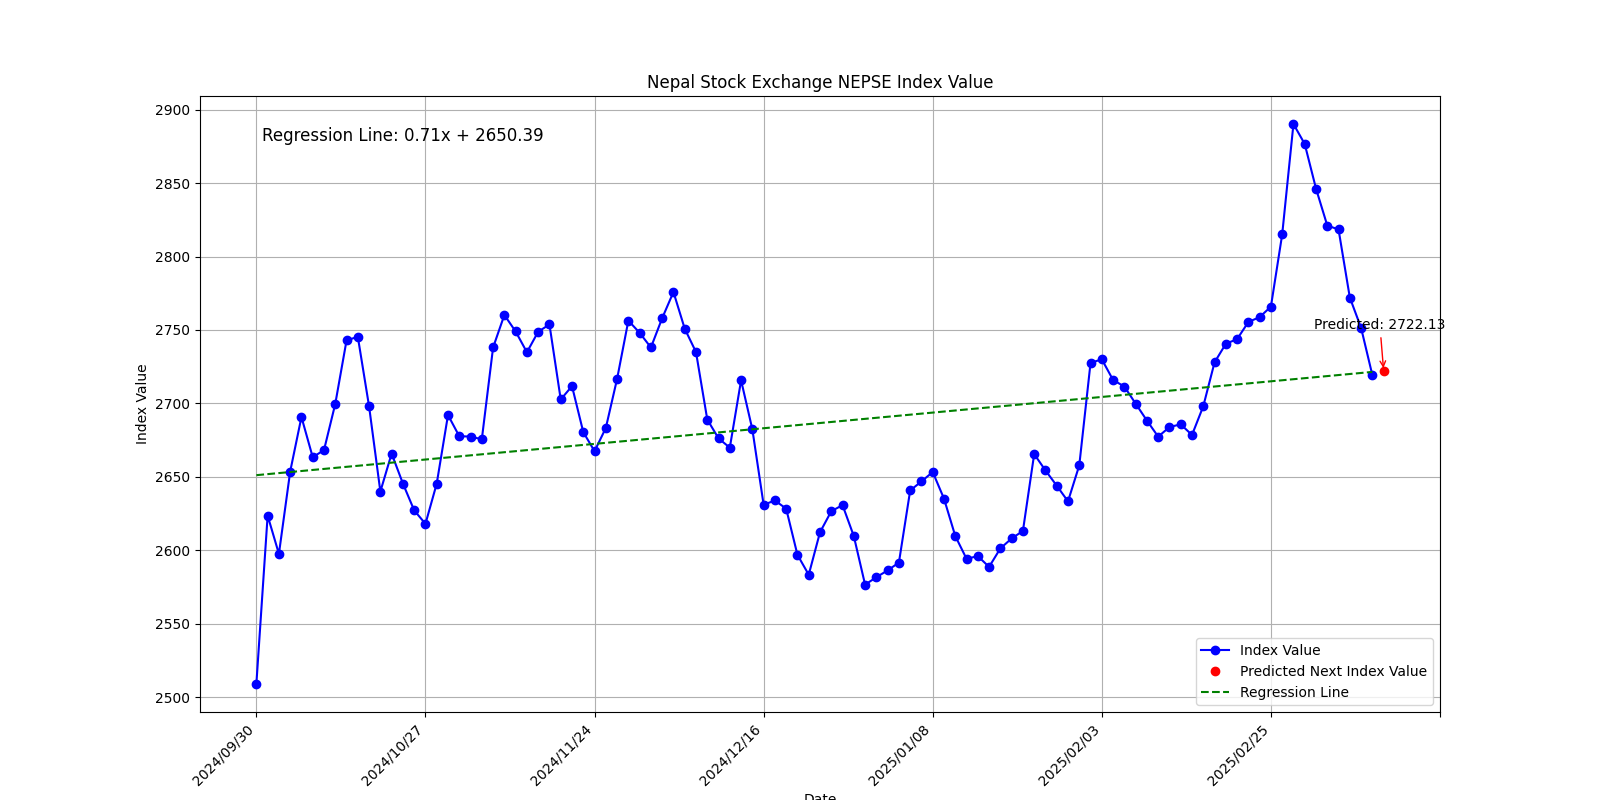 Nepal Stock Exchange NEPSE Index Value
Regression Line: 0.71x + 2650.39
2900
2850
2800
2750
2700
2650
2600
2550
2500
Index Value
Predicted: 2722.13
Index Value
Predicted Next Index Value
Regression Line
2024/09/30
2024/10/27
2024/11/24
2024/12/16
2025/01/08
2025/02/03
2025/02/25
Date